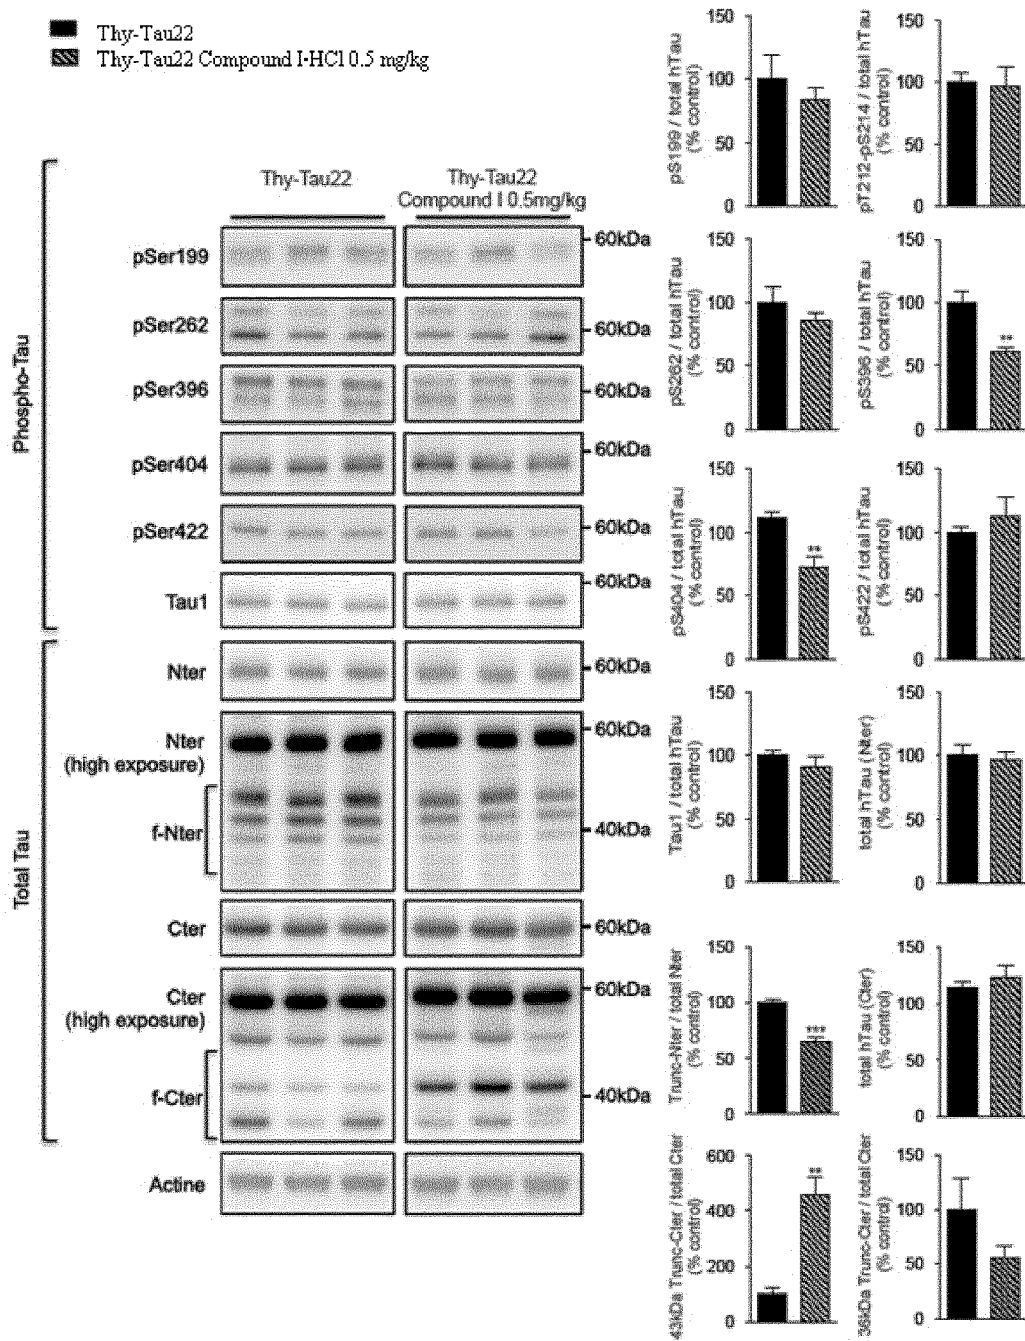 Thy-Tau22
Thy-Tau22 Compound I-HCl 0.5 mg/kg
Thy-Tau22
Thy-Tau22
Compound I 0.5mg/kg
Phospho-Tau
pSer199
60kDa
pSer262
60kDa
pSer396
60kDa
pSer404
60kDa
pSer422
60kDa
Tau1
60kDa
Total Tau
Nter
60kDa
Nter
(high exposure)
60kDa
f-Nter
40kDa
Cter
60kDa
Cter
(high exposure)
60kDa
f-Cter
40kDa
Actine
pS199 / total hTau
(% control)
150
100
50
0
pT212-pS214 / total hTau
(% control)
150
100
50
0
pS262 / total hTau
(% control)
150
100
50
0
pS396 / total hTau
(% control)
150
100
50
0
**
pS404 / total hTau
(% control)
150
100
50
0
**
pS422 / total hTau
(% control)
150
100
50
0
Tau1 / total hTau
(% control)
150
100
50
0
total hTau (Nter)
(% control)
150
100
50
0
Trunc-Nter / total Nter
(% control)
150
100
50
0
***
total hTau (Cter)
(% control)
150
100
50
0
43kDa Trunc-Cter / total Cter
(% control)
600
400
200
0
**
36kDa Trunc-Cter / total Cter
(% control)
150
100
50
0